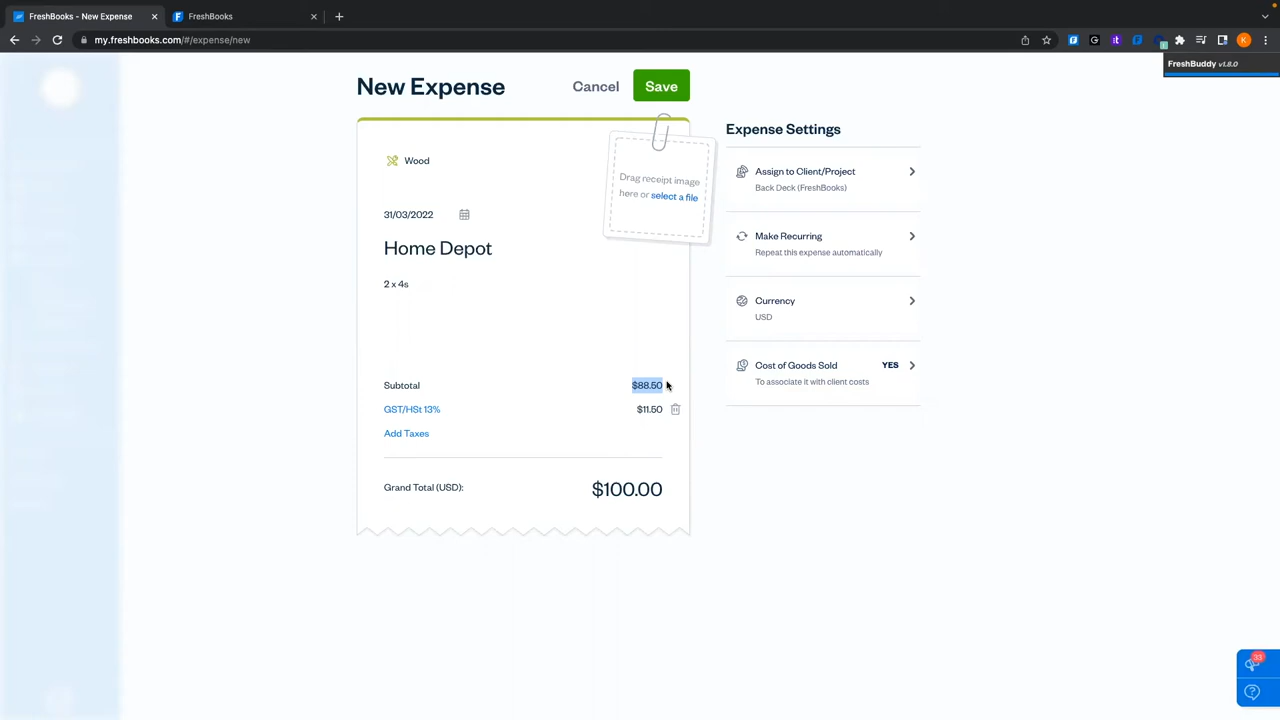 FreshBooks - New Expense
FreshBooks
my.freshbooks.com/#/expense/new
K
FreshBuddy v1.8.0
New Expense
Cancel
Save
Wood
Drag receipt image
here or select a file
31/03/2022
Home Depot
2 x 4s
Subtotal
$88.50
GST/HSt 13%
$11.50
Add Taxes
Grand Total (USD):
$100.00
Expense Settings
Assign to Client/Project
Back Deck (FreshBooks)
Make Recurring
Repeat this expense automatically
Currency
USD
Cost of Goods Sold
YES
To associate it with client costs
33